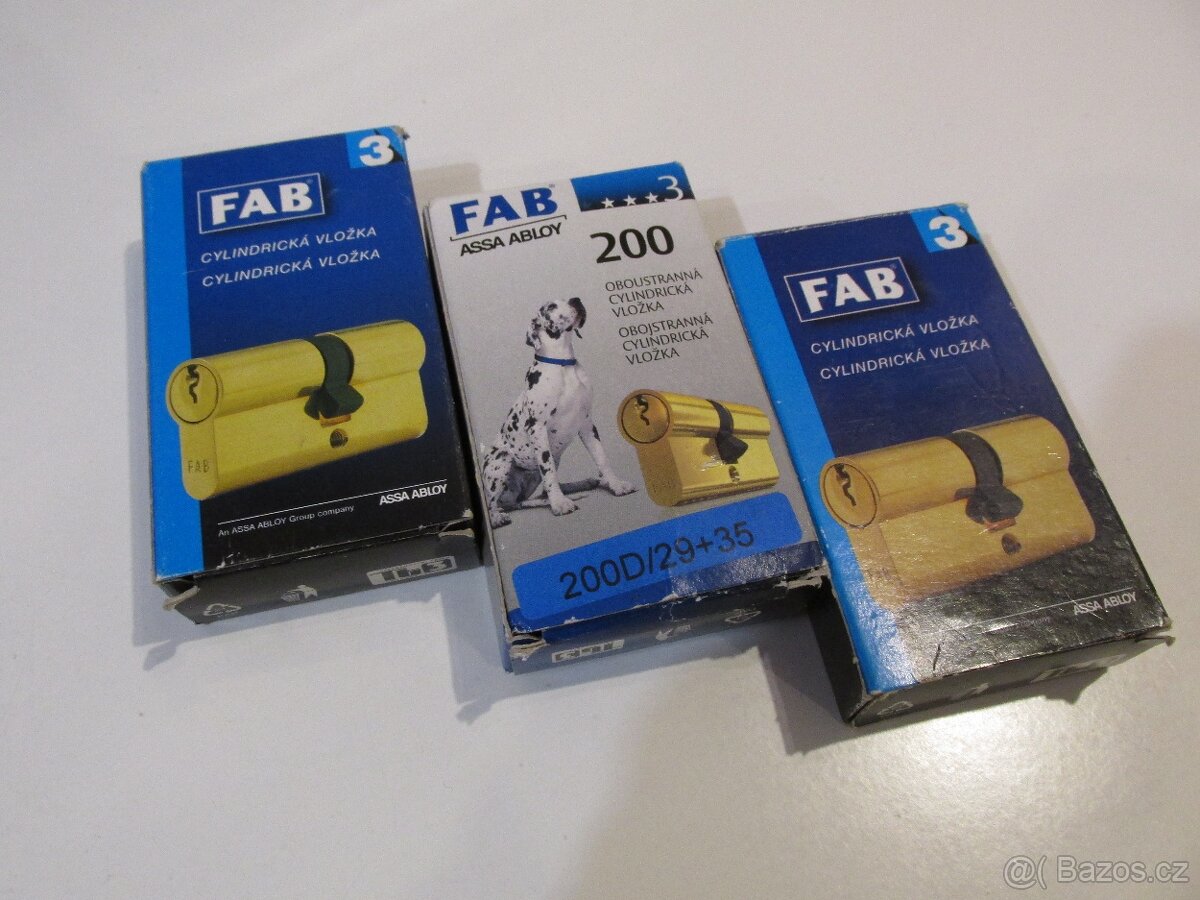 3
FAB®
CYLINDRICKÁ VLOŽKA
CYLINDRICKÁ VLOŽKA
FAB
An ASSA ABLOY Group company
ASSA ABLOY
FAB®
ASSA ABLOY
★★★3
200
OBOUSTRANNÁ
CYLINDRICKÁ
VLOŽKA
OBOJSTRANNÁ
CYLINDRICKÁ
VLOŽKA
200D/29+35
3
FAB®
CYLINDRICKÁ VLOŽKA
CYLINDRICKÁ VLOŽKA
ASSA ABLOY
@( Bazos.cz